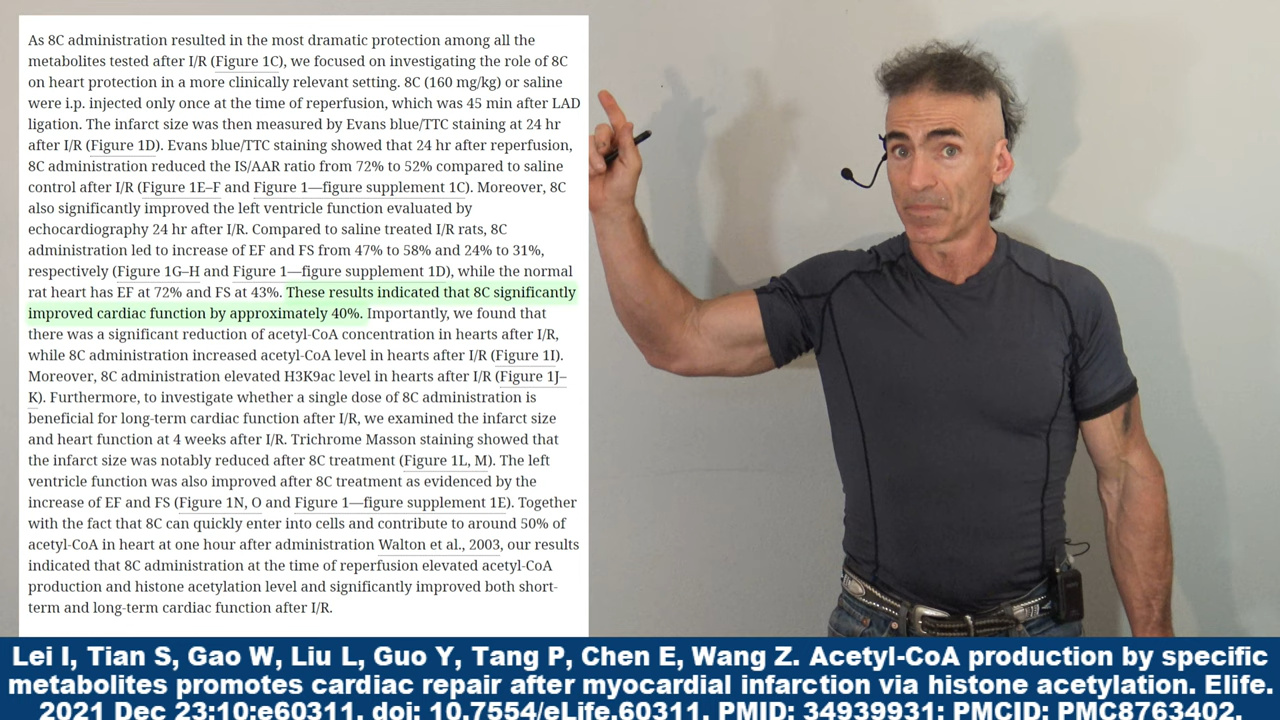 As 8C administration resulted in the most dramatic protection among all the
metabolites tested after I/R (Figure 1C), we focused on investigating the role of 8C
on heart protection in a more clinically relevant setting. 8C (160 mg/kg) or saline
were i.p. injected only once at the time of reperfusion, which was 45 min after LAD
ligation. The infarct size was then measured by Evans blue/TTC staining at 24 hr
after I/R (Figure 1D). Evans blue/TTC staining showed that 24 hr after reperfusion,
8C administration reduced the IS/AAR ratio from 72% to 52% compared to saline
control after I/R (Figure 1E–F and Figure 1—figure supplement 1C). Moreover, 8C
also significantly improved the left ventricle function evaluated by
echocardiography 24 hr after I/R. Compared to saline treated I/R rats, 8C
administration led to increase of EF and FS from 47% to 58% and 24% to 31%,
respectively (Figure 1G–H and Figure 1—figure supplement 1D), while the normal
rat heart has EF at 72% and FS at 43%. These results indicated that 8C significantly
improved cardiac function by approximately 40%. Importantly, we found that
there was a significant reduction of acetyl-CoA concentration in hearts after I/R,
while 8C administration increased acetyl-CoA level in hearts after I/R (Figure 1I).
Moreover, 8C administration elevated H3K9ac level in hearts after I/R (Figure 1J–
K). Furthermore, to investigate whether a single dose of 8C administration is
beneficial for long-term cardiac function after I/R, we examined the infarct size
and heart function at 4 weeks after I/R. Trichrome Masson staining showed that
the infarct size was notably reduced after 8C treatment (Figure 1L, M). The left
ventricle function was also improved after 8C treatment as evidenced by the
increase of EF and FS (Figure 1N, O and Figure 1—figure supplement 1E). Together
with the fact that 8C can quickly enter into cells and contribute to around 50% of
acetyl-CoA in heart at one hour after administration Walton et al., 2003, our results
indicated that 8C administration at the time of reperfusion elevated acetyl-CoA
production and histone acetylation level and significantly improved both short-
term and long-term cardiac function after I/R.
Lei I, Tian S, Gao W, Liu L, Guo Y, Tang P, Chen E, Wang Z. Acetyl-CoA production by specific
metabolites promotes cardiac repair after myocardial infarction via histone acetylation. Elife.
2021 Dec 23;10:e60311. doi: 10.7554/eLife.60311. PMID: 34939931; PMCID: PMC8763402.